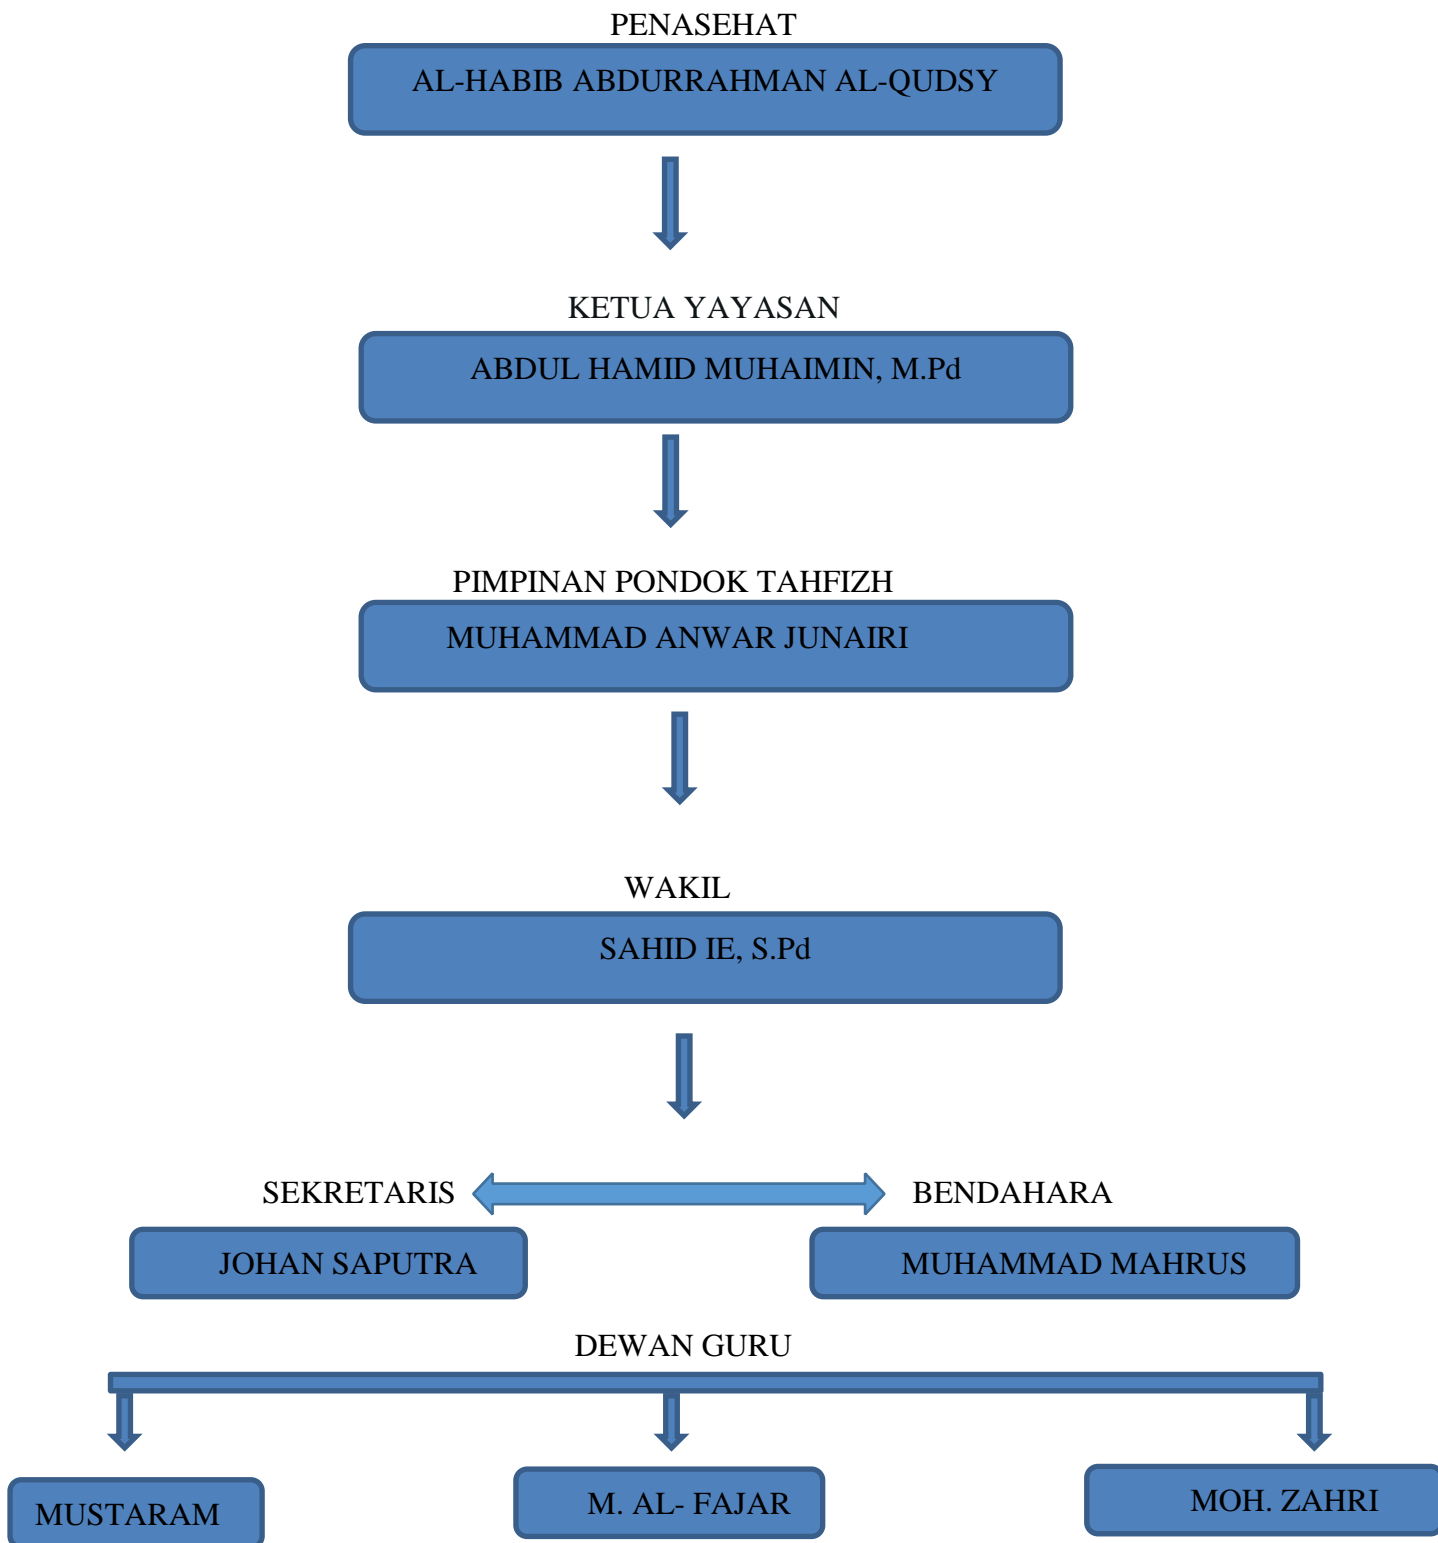 PENASEHAT
AL-HABIB ABDURRAHMAN AL-QUDSY
KETUA YAYASAN
ABDUL HAMID MUHAIMIN, M.Pd
PIMPINAN PONDOK TAHFIZH
MUHAMMAD ANWAR JUNAIRI
WAKIL
SAHID IE, S.Pd
SEKRETARIS
BENDAHARA
JOHAN SAPUTRA
MUHAMMAD MAHRUS
DEWAN GURU
MUSTARAM
M. AL- FAJAR
MOH. ZAHRI